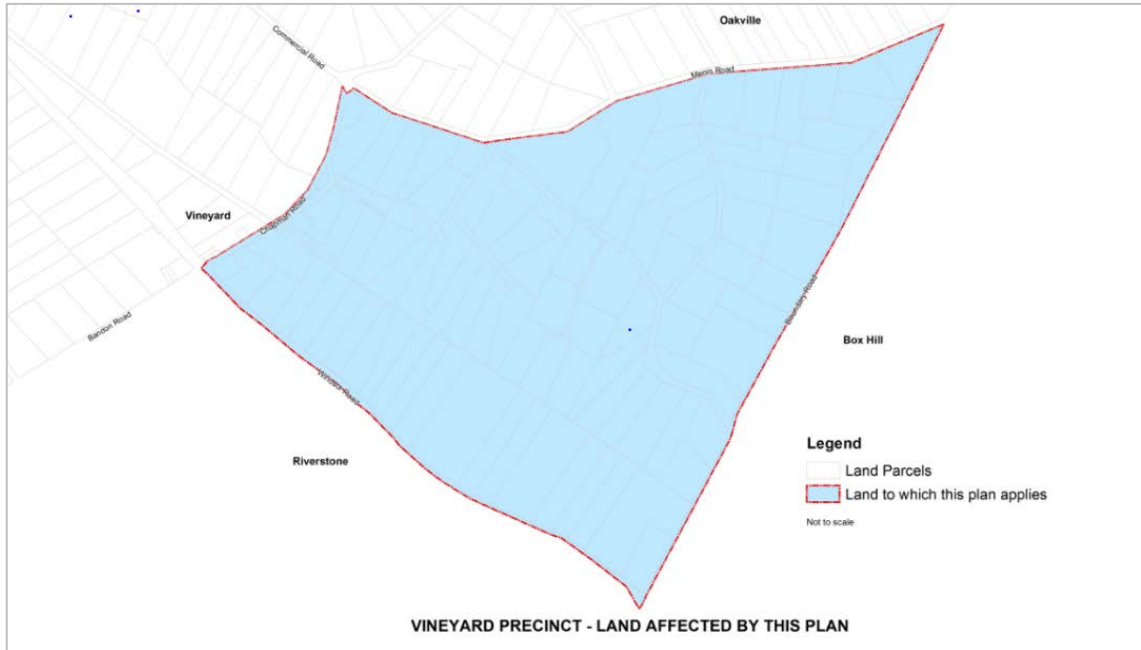 Oakville
Commercial Road
Menin Road
Vineyard
Chapman Road
Bandon Road
Boundary Road
Box Hill
Windsor Road
Riverstone
Legend
Land Parcels
Land to which this plan applies
Not to scale
VINEYARD PRECINCT - LAND AFFECTED BY THIS PLAN